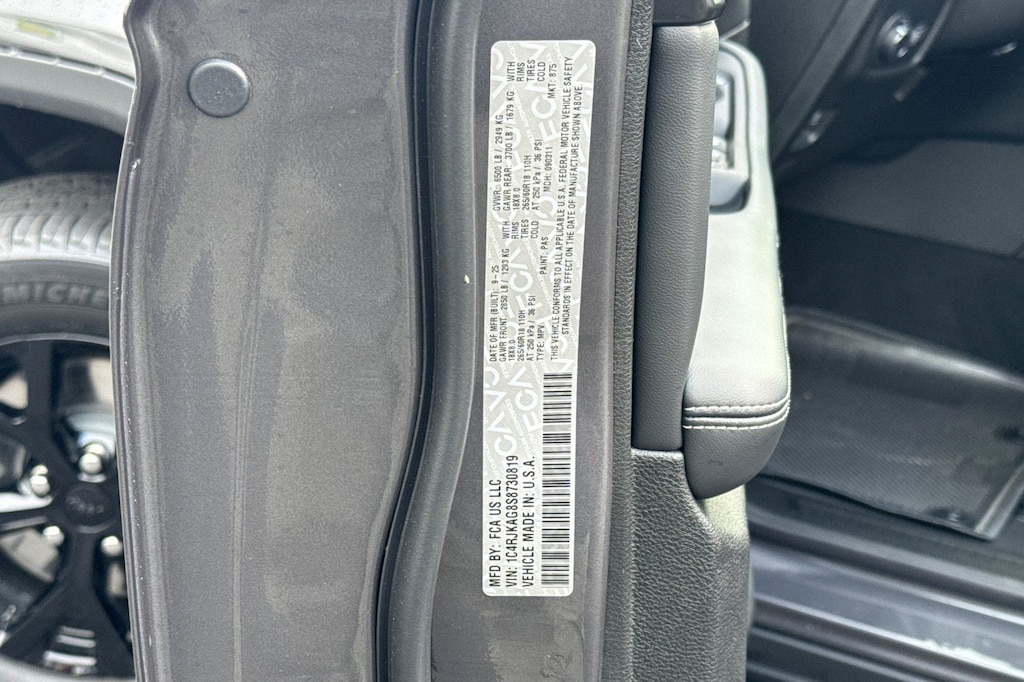 MFD BY: FCA US LLC
VIN: 1C4RJKAG8S8730819
VEHICLE MADE IN: U.S.A.
DATE OF MFR (BUILT): 9-25 GVWR: 6500 LB / 2949 KG
GAWR FRONT: 2850 LB / 1293 KG WITH GAWR REAR: 3700 LB / 1679 KG WITH
18X8.0 RIMS 18X8.0 RIMS
265/60R18 110H TIRES 265/60R18 110H TIRES
AT 250 kPa / 36 PSI COLD AT 250 kPa / 36 PSI COLD
TYPE: MPV PAINT: PAS MDH: 090311 MKT: 875
THIS VEHICLE CONFORMS TO ALL APPLICABLE U.S.A. FEDERAL MOTOR VEHICLE SAFETY
STANDARDS IN EFFECT ON THE DATE OF MANUFACTURE SHOWN ABOVE.
FCA
Jeep